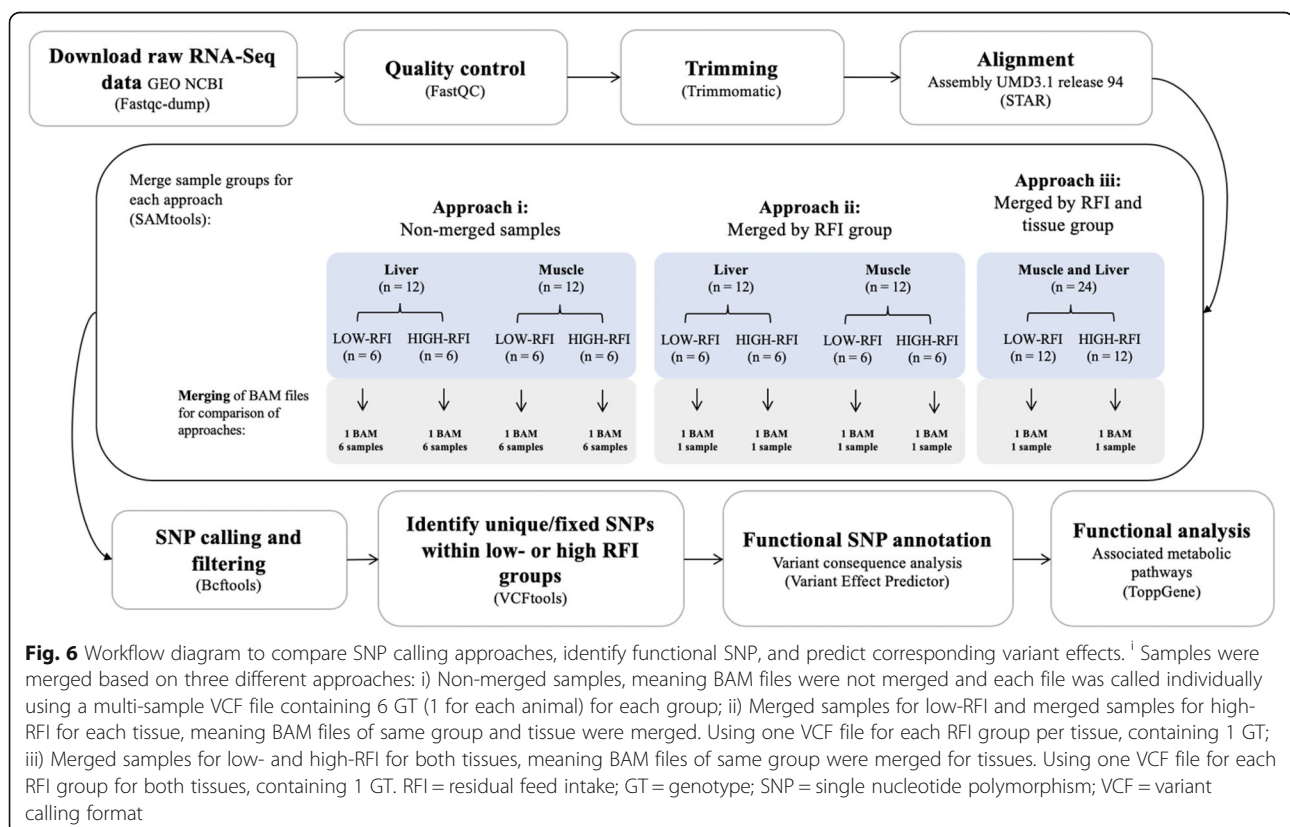 Download raw RNA-Seq
data GEO NCBI
(Fastqc-dump)
Quality control
(FastQC)
Trimming
(Trimmomatic)
Alignment
Assembly UMD3.1 release 94
(STAR)
Merge sample groups for
each approach
(SAMtools):
Approach i:
Non-merged samples
Approach ii:
Merged by RFI group
Approach iii:
Merged by RFI and
tissue group
Liver
(n = 12)
Muscle
(n = 12)
Liver
(n = 12)
Muscle
(n = 12)
Muscle and Liver
(n = 24)
LOW-RFI
(n = 6)
HIGH-RFI
(n = 6)
LOW-RFI
(n = 6)
HIGH-RFI
(n = 6)
LOW-RFI
(n = 6)
HIGH-RFI
(n = 6)
LOW-RFI
(n = 6)
HIGH-RFI
(n = 6)
LOW-RFI
(n = 12)
HIGH-RFI
(n = 12)
Merging of BAM files
for comparison of
approaches:
1 BAM
6 samples
1 BAM
6 samples
1 BAM
6 samples
1 BAM
6 samples
1 BAM
1 sample
1 BAM
1 sample
1 BAM
1 sample
1 BAM
1 sample
1 BAM
1 sample
1 BAM
1 sample
SNP calling and
filtering
(Bcftools)
Identify unique/fixed SNPs
within low- or high RFI
groups
(VCFtools)
Functional SNP annotation
Variant consequence analysis
(Variant Effect Predictor)
Functional analysis
Associated metabolic
pathways
(ToppGene)
Fig. 6 Workflow diagram to compare SNP calling approaches, identify functional SNP, and predict corresponding variant effects. i Samples were
merged based on three different approaches: i) Non-merged samples, meaning BAM files were not merged and each file was called individually
using a multi-sample VCF file containing 6 GT (1 for each animal) for each group; ii) Merged samples for low-RFI and merged samples for high-
RFI for each tissue, meaning BAM files of same group and tissue were merged. Using one VCF file for each RFI group per tissue, containing 1 GT;
iii) Merged samples for low- and high-RFI for both tissues, meaning BAM files of same group were merged for tissues. Using one VCF file for each
RFI group for both tissues, containing 1 GT. RFI = residual feed intake; GT = genotype; SNP = single nucleotide polymorphism; VCF = variant
calling format